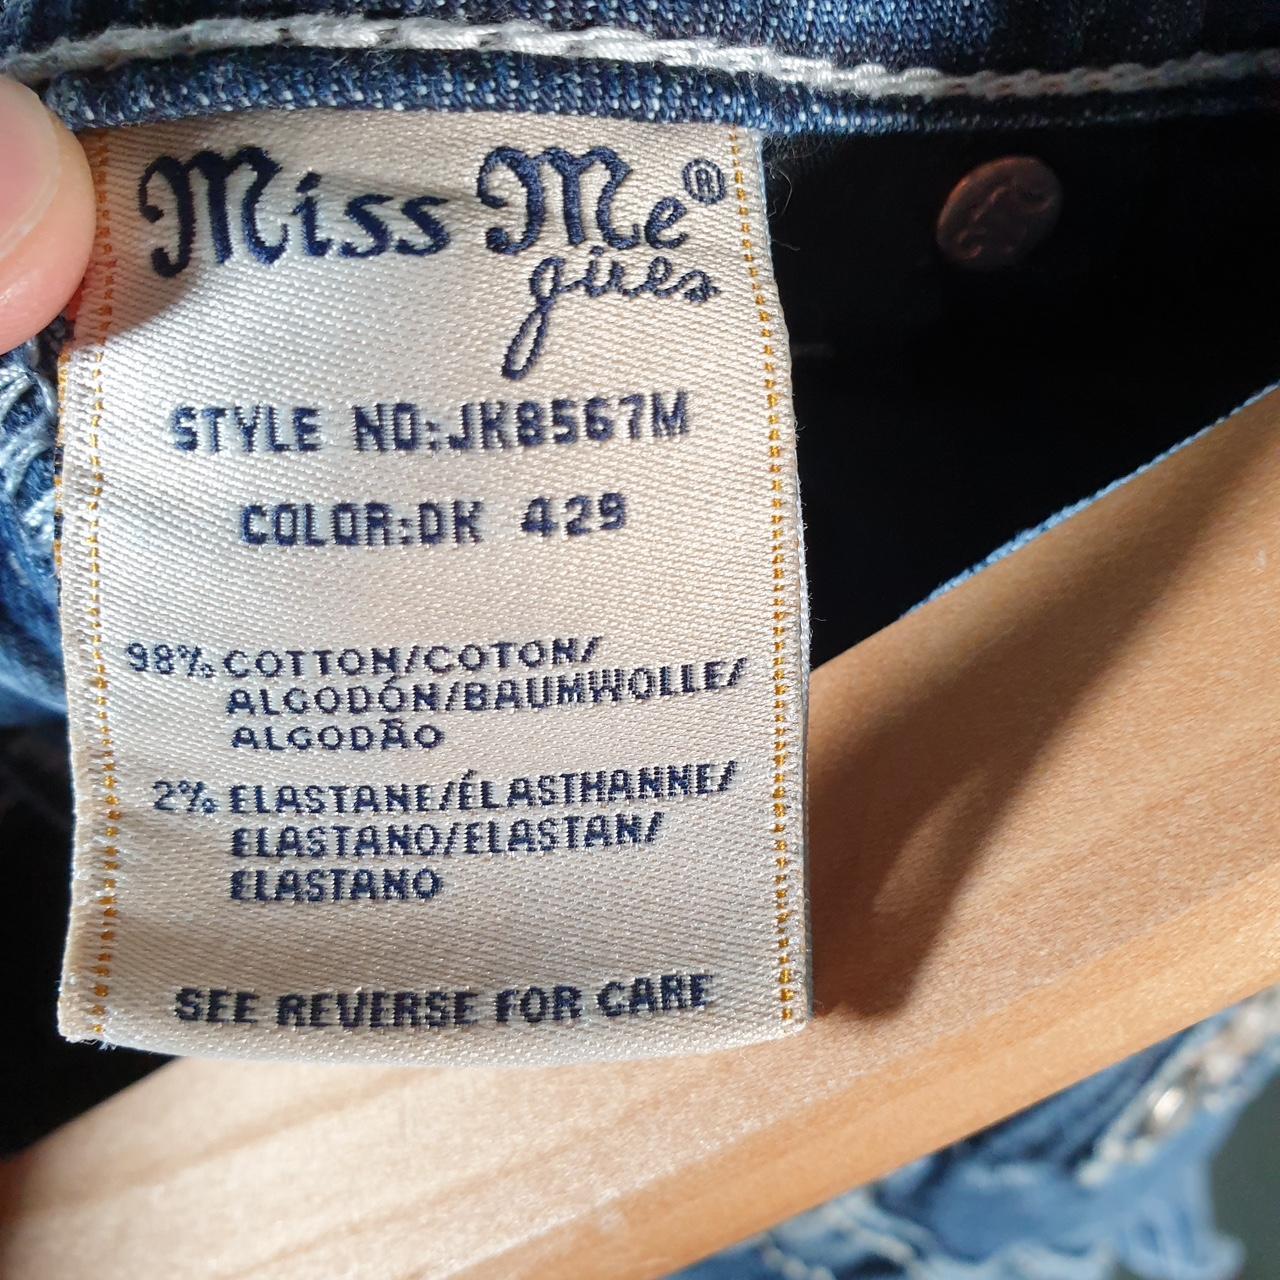 Miss Me®
girls
STYLE NO:JK8567M
COLOR:DK 429
98% COTTON/COTON/
ALGODÓN/BAUMWOLLE/
ALGODÃO
2% ELASTANE/ÉLASTHANNE/
ELASTANO/ELASTAN/
ELASTANO
SEE REVERSE FOR CARE